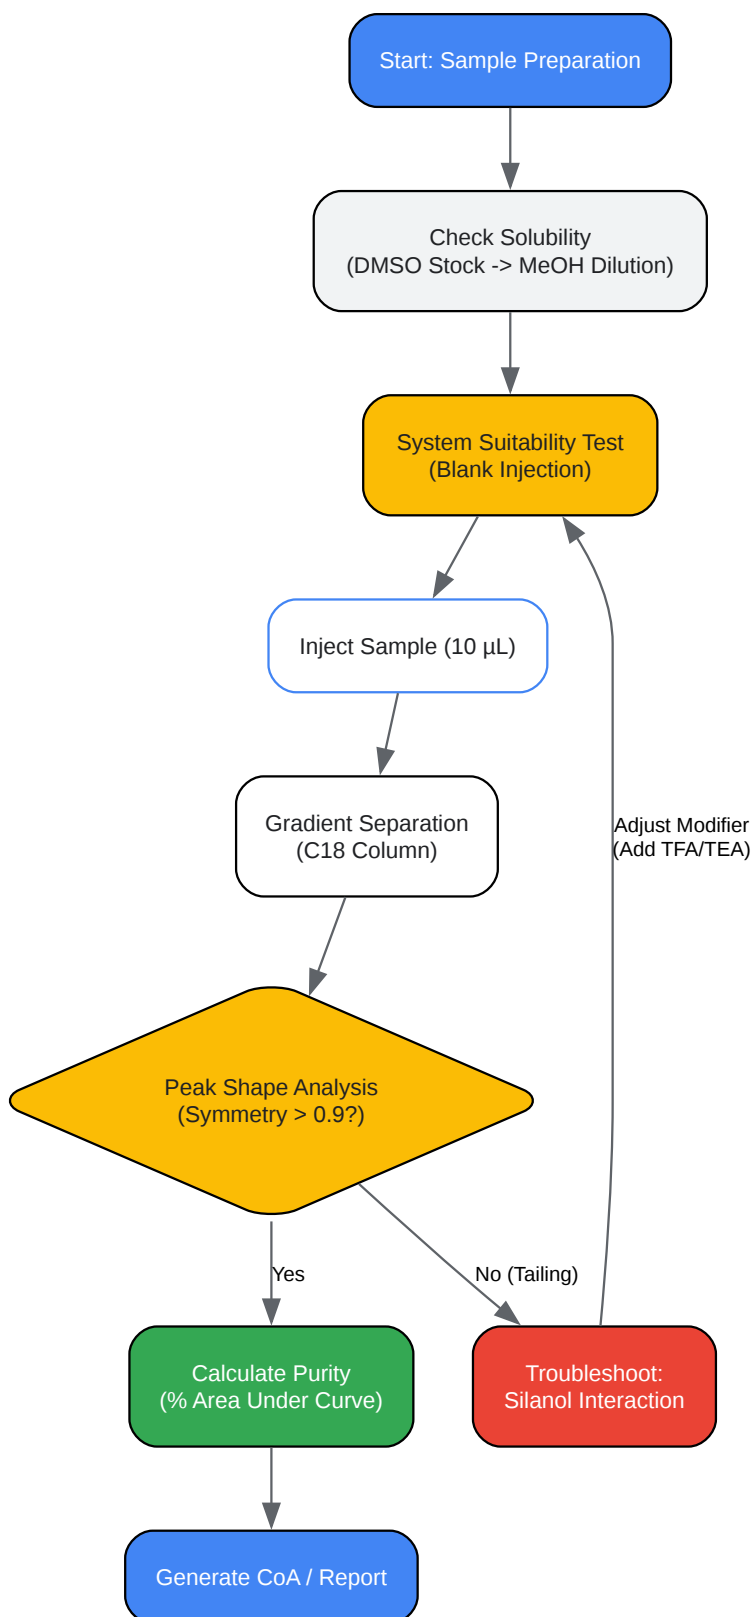 Start: Sample Preparation
Check Solubility
(DMSO Stock -> MeOH Dilution)
System Suitability Test
(Blank Injection)
Inject Sample (10 µL)
Gradient Separation
(C18 Column)
Adjust Modifier
(Add TFA/TEA)
Peak Shape Analysis
(Symmetry > 0.9?)
Yes
No (Tailing)
Calculate Purity
(% Area Under Curve)
Troubleshoot:
Silanol Interaction
Generate CoA / Report